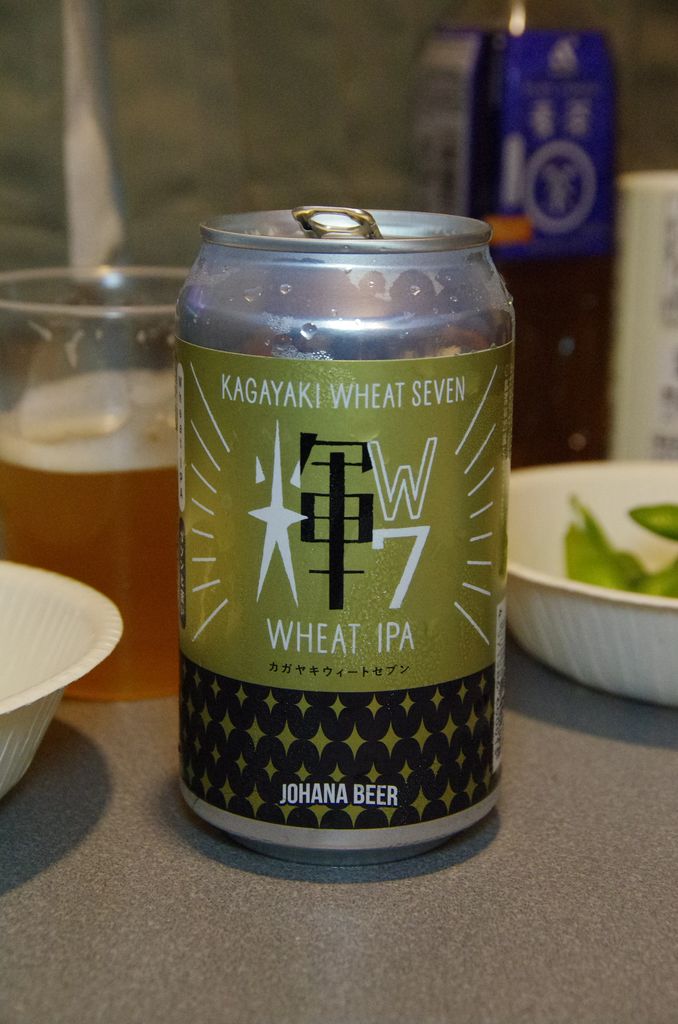 KAGAYAKI WHEAT SEVEN
輝 W
7
WHEAT IPA
カガヤキウィートセブン
JOHANA BEER